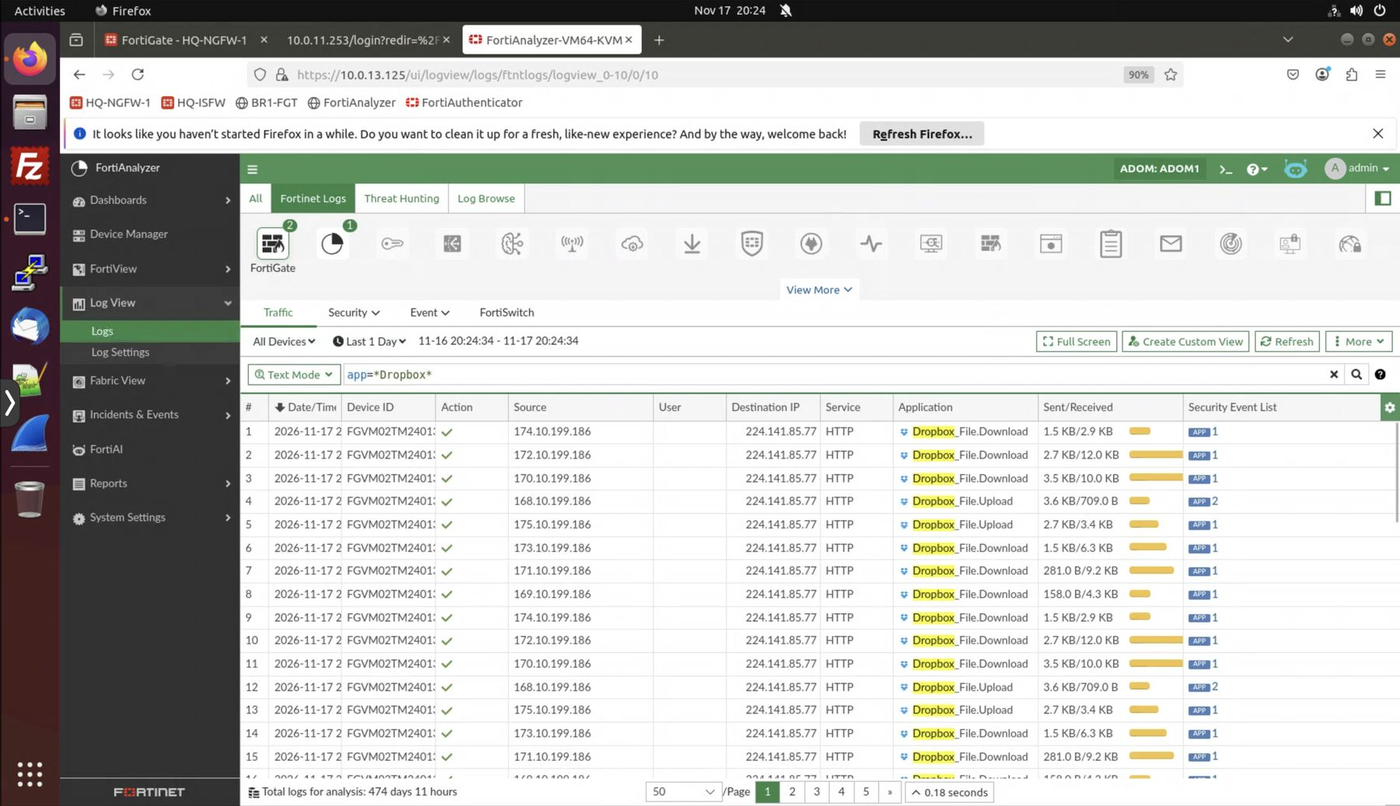 Activities Firefox Nov 17 20:24
FortiGate - HQ-NGFW-1 × 10.0.11.253/login?redir=%2F × FortiAnalyzer-VM64-KVM × +
https://10.0.13.125/ui/logview/logs/ftntlogs/logview_0-10/0/10 90%
HQ-NGFW-1 HQ-ISFW BR1-FGT FortiAnalyzer FortiAuthenticator
It looks like you haven't started Firefox in a while. Do you want to clean it up for a fresh, like-new experience? And by the way, welcome back! Refresh Firefox...
FortiAnalyzer ADOM: ADOM1 >_ ? A admin
Dashboards
Device Manager
FortiView
Log View
Logs
Log Settings
Fabric View
Incidents & Events
FortiAI
Reports
System Settings
FORTINET
All Fortinet Logs Threat Hunting Log Browse
2 1
FortiGate
View More
Traffic Security Event FortiSwitch
All Devices Last 1 Day 11-16 20:24:34 - 11-17 20:24:34 Full Screen Create Custom View Refresh More
Text Mode app=*Dropbox*
# Date/Time Device ID Action Source User Destination IP Service Application Sent/Received Security Event List
1 2026-11-17 2 FGVM02TM2401 174.10.199.186 224.141.85.77 HTTP Dropbox_File.Download 1.5 KB/2.9 KB APP 1
2 2026-11-17 2 FGVM02TM2401 172.10.199.186 224.141.85.77 HTTP Dropbox_File.Download 2.7 KB/12.0 KB APP 1
3 2026-11-17 2 FGVM02TM2401 170.10.199.186 224.141.85.77 HTTP Dropbox_File.Download 3.5 KB/10.0 KB APP 1
4 2026-11-17 2 FGVM02TM2401 168.10.199.186 224.141.85.77 HTTP Dropbox_File.Upload 3.6 KB/709.0 B APP 2
5 2026-11-17 2 FGVM02TM2401 175.10.199.186 224.141.85.77 HTTP Dropbox_File.Upload 2.7 KB/3.4 KB APP 1
6 2026-11-17 2 FGVM02TM2401 173.10.199.186 224.141.85.77 HTTP Dropbox_File.Download 1.5 KB/6.3 KB APP 1
7 2026-11-17 2 FGVM02TM2401 171.10.199.186 224.141.85.77 HTTP Dropbox_File.Download 281.0 B/9.2 KB APP 1
8 2026-11-17 2 FGVM02TM2401 169.10.199.186 224.141.85.77 HTTP Dropbox_File.Download 158.0 B/4.3 KB APP 1
9 2026-11-17 2 FGVM02TM2401 174.10.199.186 224.141.85.77 HTTP Dropbox_File.Download 1.5 KB/2.9 KB APP 1
10 2026-11-17 2 FGVM02TM2401 172.10.199.186 224.141.85.77 HTTP Dropbox_File.Download 2.7 KB/12.0 KB APP 1
11 2026-11-17 2 FGVM02TM2401 170.10.199.186 224.141.85.77 HTTP Dropbox_File.Download 3.5 KB/10.0 KB APP 1
12 2026-11-17 2 FGVM02TM2401 168.10.199.186 224.141.85.77 HTTP Dropbox_File.Upload 3.6 KB/709.0 B APP 2
13 2026-11-17 2 FGVM02TM2401 175.10.199.186 224.141.85.77 HTTP Dropbox_File.Upload 2.7 KB/3.4 KB APP 1
14 2026-11-17 2 FGVM02TM2401 173.10.199.186 224.141.85.77 HTTP Dropbox_File.Download 1.5 KB/6.3 KB APP 1
15 2026-11-17 2 FGVM02TM2401 171.10.199.186 224.141.85.77 HTTP Dropbox_File.Download 281.0 B/9.2 KB APP 1
Total logs for analysis: 474 days 11 hours 50 /Page 1 2 3 4 5 » 0.18 seconds